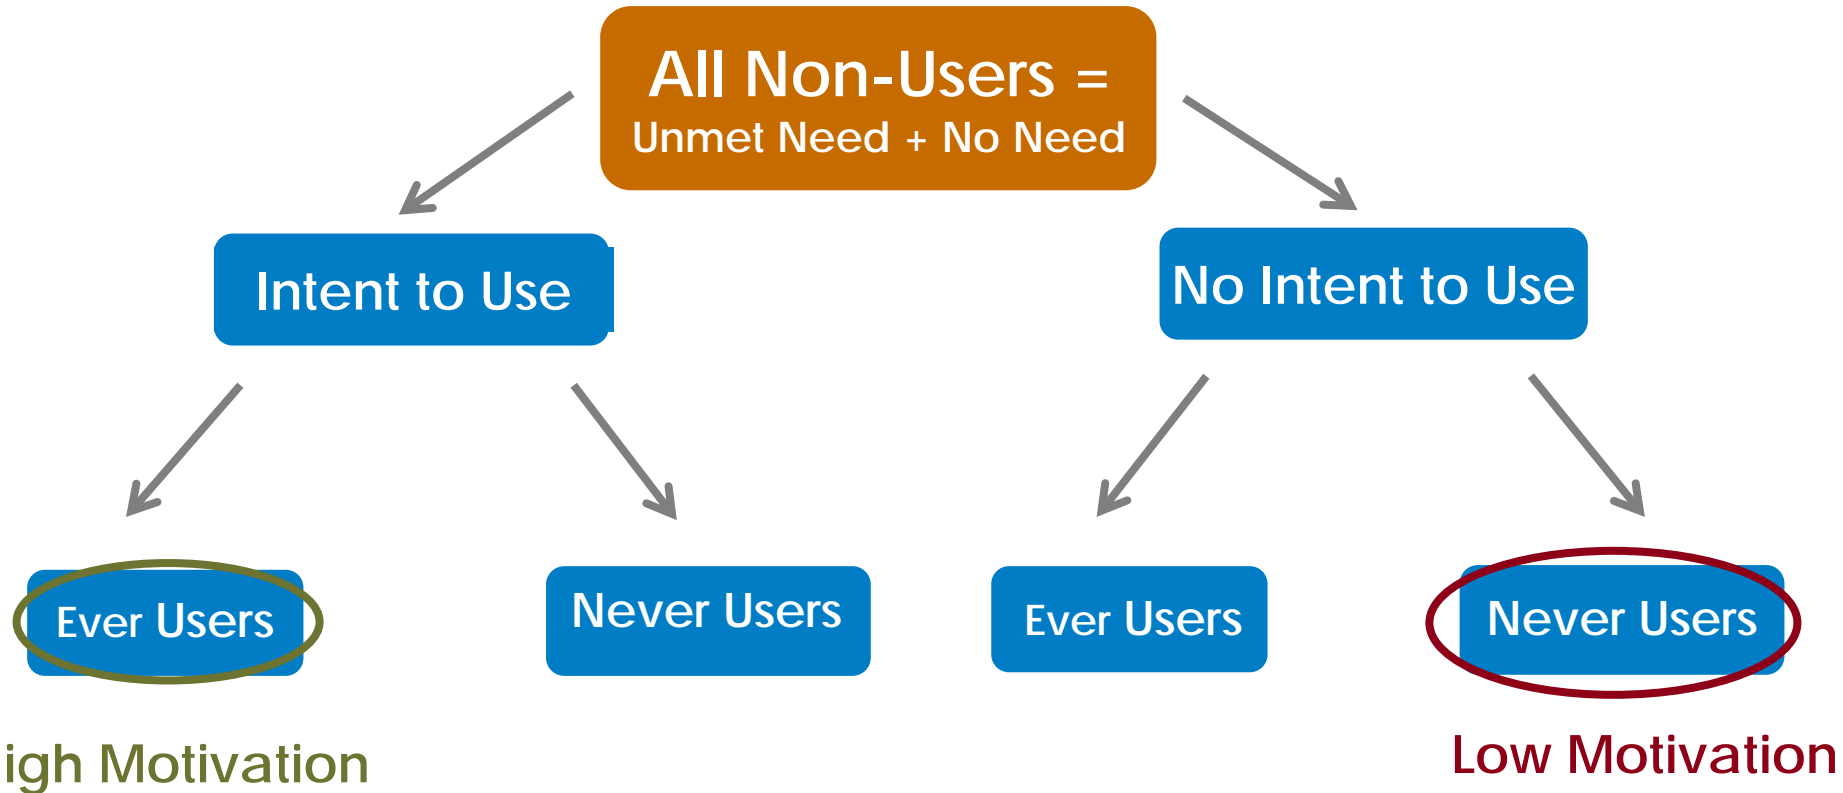 All Non-Users =
Unmet Need + No Need
Intent to Use
No Intent to Use
Ever Users
Never Users
Ever Users
Never Users
igh Motivation
Low Motivation